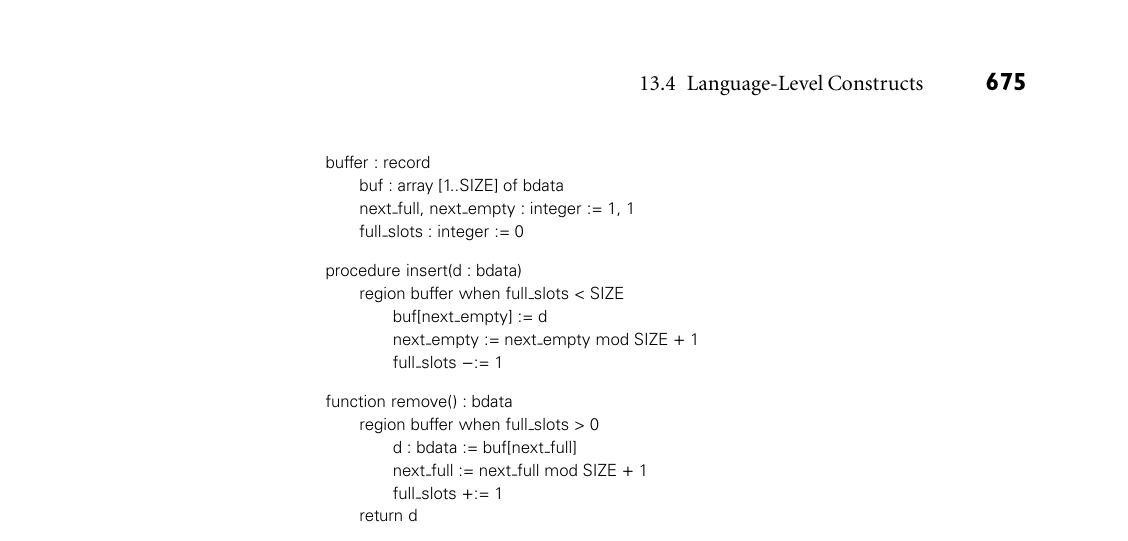 13.4 Language-Level Constructs 675
buffer : record
buf : array [1..SIZE] of bdata
next_full, next_empty : integer := 1, 1
full_slots : integer := 0
procedure insert(d : bdata)
region buffer when full_slots < SIZE
buf[next_empty] := d
next_empty := next_empty mod SIZE + 1
full_slots −:= 1
function remove() : bdata
region buffer when full_slots > 0
d : bdata := buf[next_full]
next_full := next_full mod SIZE + 1
full_slots +:= 1
return d